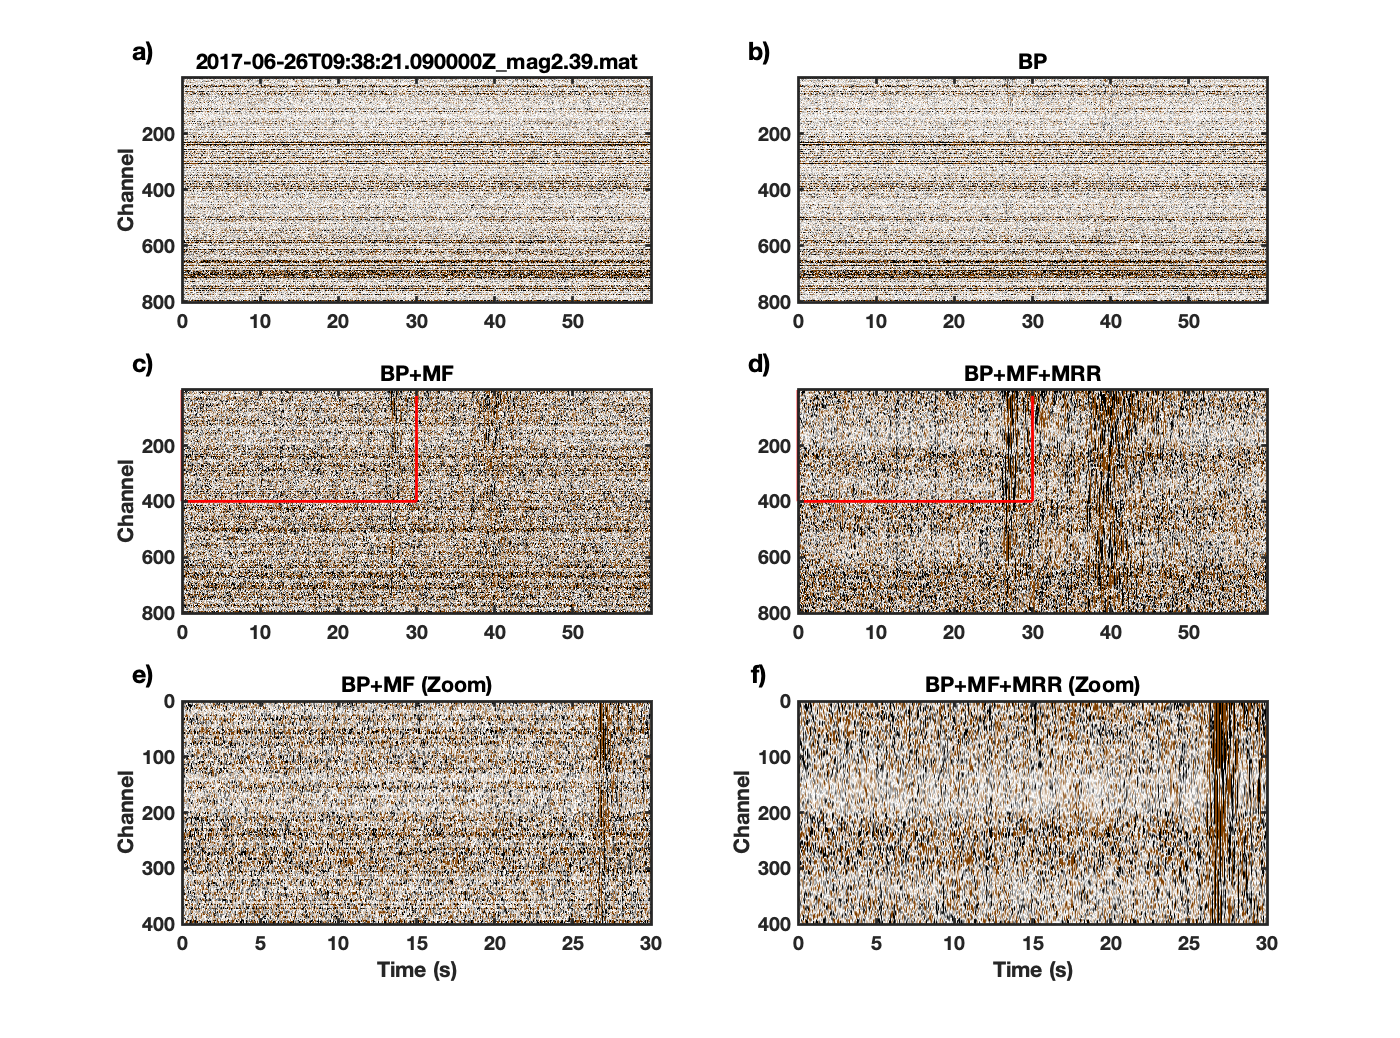 a)
2017-06-26T09:38:21.090000Z_mag2.39.mat
Channel
200
400
600
800
0 10 20 30 40 50
b)
BP
200
400
600
800
0 10 20 30 40 50
c)
BP+MF
Channel
200
400
600
800
0 10 20 30 40 50
d)
BP+MF+MRR
200
400
600
800
0 10 20 30 40 50
e)
BP+MF (Zoom)
Channel
0
100
200
300
400
0 5 10 15 20 25 30
Time (s)
f)
BP+MF+MRR (Zoom)
Channel
0
100
200
300
400
0 5 10 15 20 25 30
Time (s)